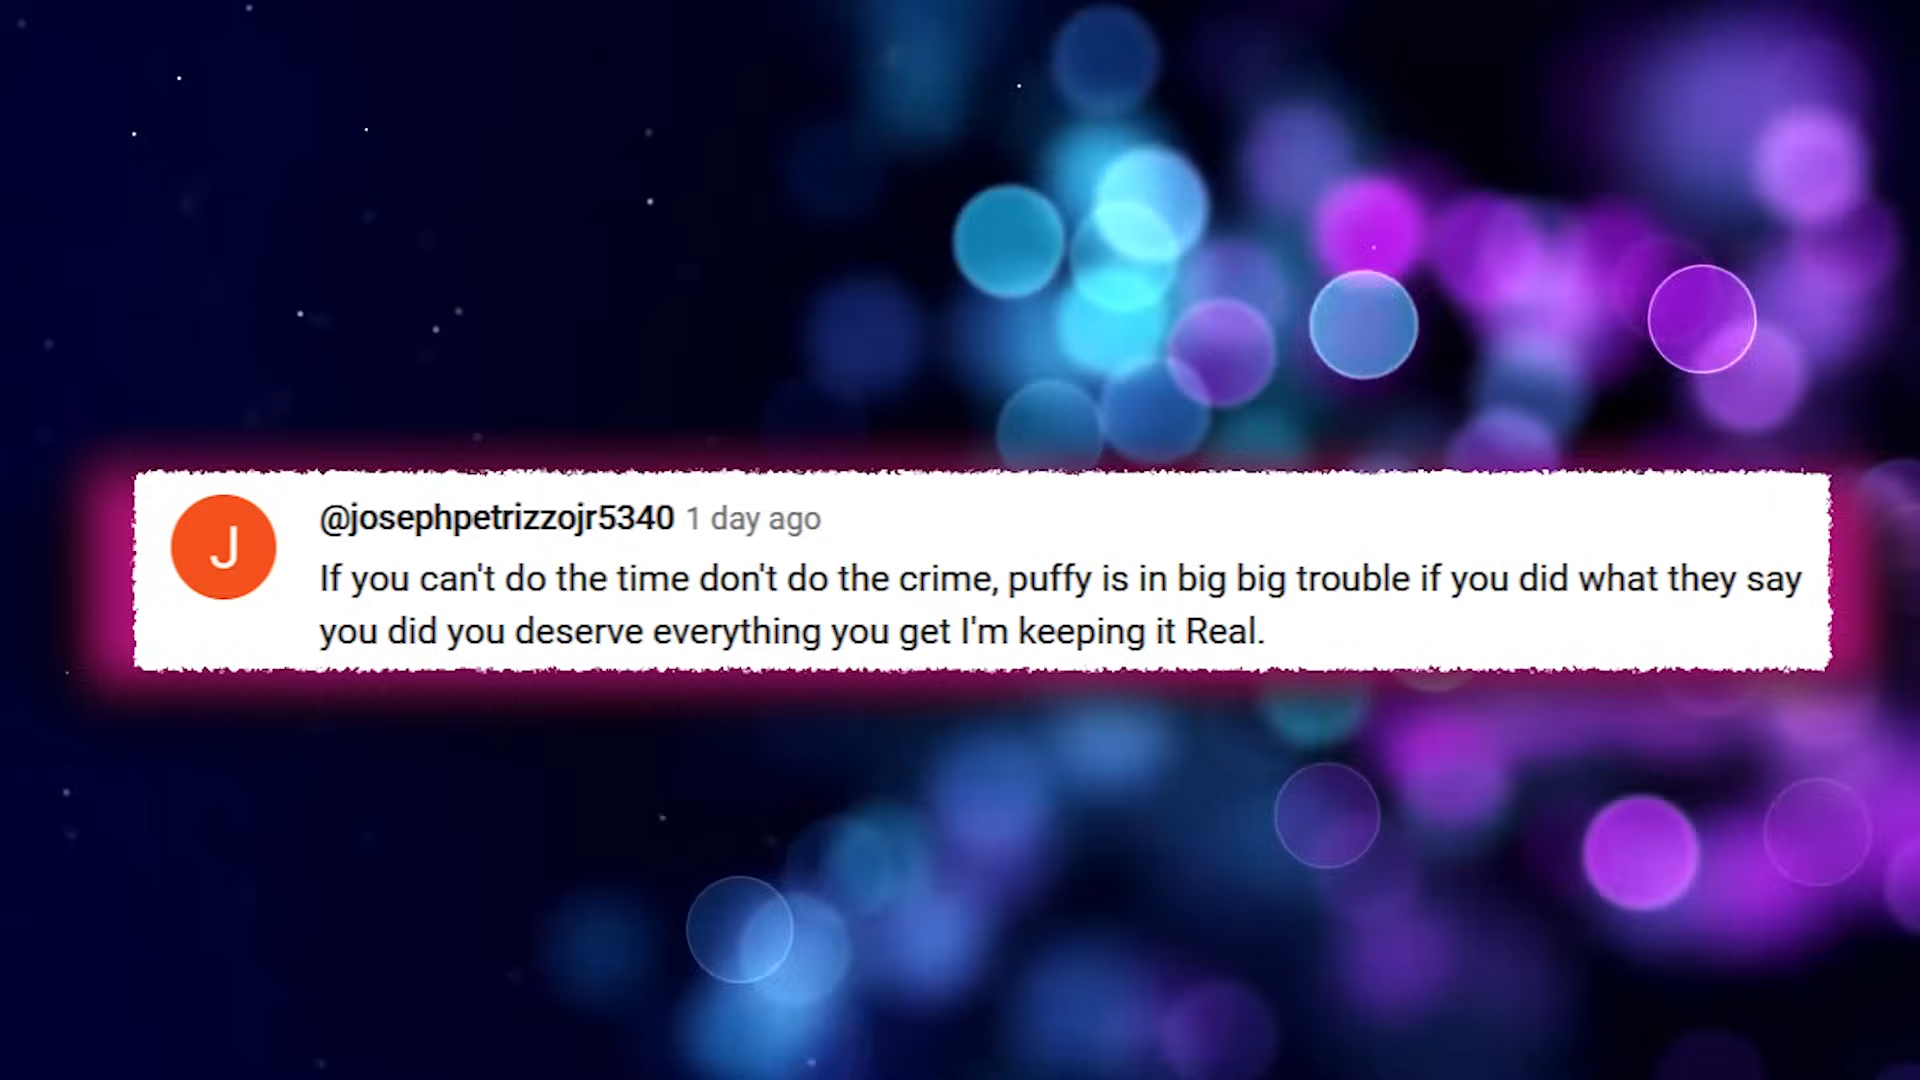 J
@josephpetrizzojr5340 1 day ago
If you can't do the time don't do the crime, puffy is in big big trouble if you did what they say
you did you deserve everything you get I'm keeping it Real.